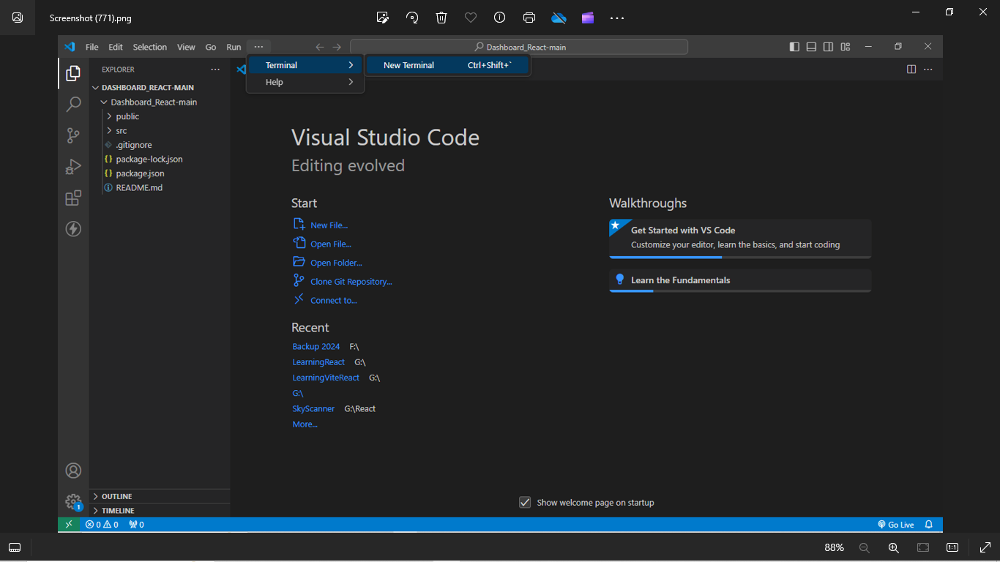 Screenshot (771).png
File Edit Selection View Go Run ··· Dashboard_React-main
EXPLORER ···
Terminal
New Terminal Ctrl+Shift+`
Help
DASHBOARD_REACT-MAIN
Dashboard_React-main
public
src
.gitignore
package-lock.json
package.json
README.md
OUTLINE
TIMELINE
Visual Studio Code
Editing evolved
Start
New File...
Open File...
Open Folder...
Clone Git Repository...
Connect to...
Recent
Backup 2024 F:\
LearningReact G:\
LearningViteReact G:\
G:\
SkyScanner G:\React
More...
Walkthroughs
Get Started with VS Code
Customize your editor, learn the basics, and start coding
Learn the Fundamentals
Show welcome page on startup
1
0 0 0 Go Live
88% 1:1